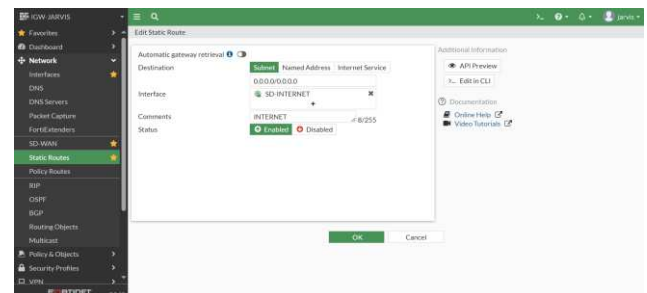 IGW-JARVIS
jarvis
Favorites
Edit Static Route
Dashboard
Network
Interfaces
DNS
DNS Servers
Packet Capture
FortiExtenders
SD-WAN
Static Routes
Policy Routes
RIP
OSPF
BGP
Routing Objects
Multicast
Policy & Objects
Security Profiles
VPN
Automatic gateway retrieval
Destination
Subnet Named Address Internet Service
0.0.0.0/0.0.0.0
Interface
SD-INTERNET
Comments
INTERNET
8/255
Status
Enabled Disabled
OK Cancel
Additional Information
API Preview
>_ Edit in CLI
Documentation
Online Help
Video Tutorials